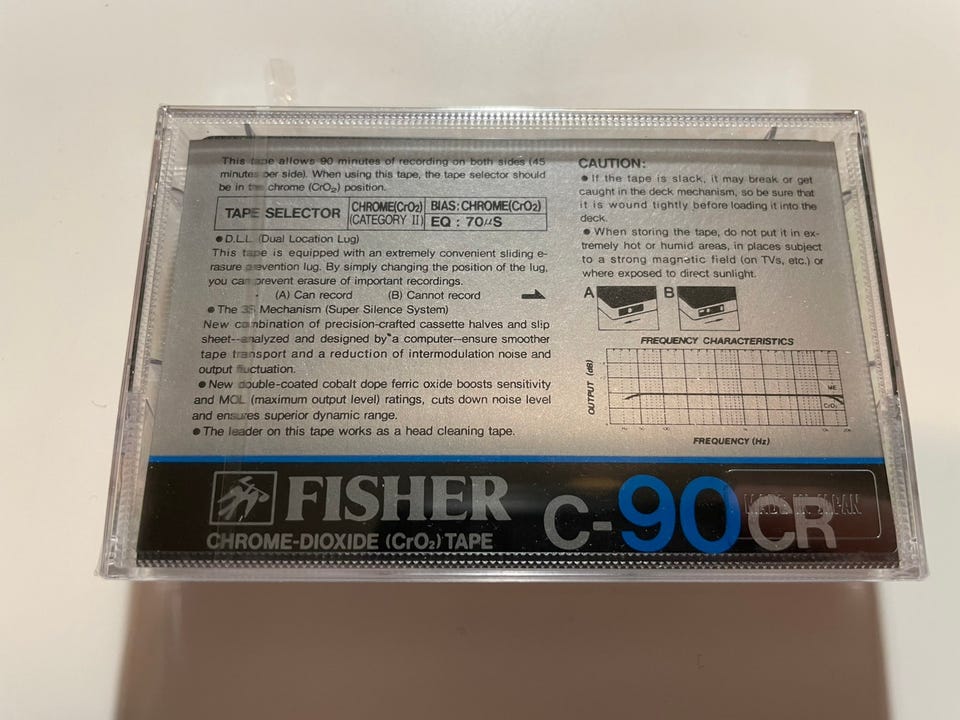 This tape allows 90 minutes of recording on both sides (45
minutes per side). When using this tape, the tape selector should
be in the chrome (CrO₂) position.
TAPE SELECTOR CHROME(CrO₂) (CATEGORY II) BIAS: CHROME(CrO₂) EQ : 70μS
● D.L.L (Dual Location Lug)
This tape is equipped with an extremely convenient sliding e-
rasure prevention lug. By simply changing the position of the lug,
you can prevent erasure of important recordings.
(A) Can record (B) Cannot record
● The 3S Mechanism (Super Silence System)
New combination of precision-crafted cassette halves and slip
sheet--analyzed and designed by a computer--ensure smoother
tape transport and a reduction of intermodulation noise and
output fluctuation.
● New double-coated cobalt dope ferric oxide boosts sensitivity
and MOL (maximum output level) ratings, cuts down noise level
and ensures superior dynamic range.
● The leader on this tape works as a head cleaning tape.
CAUTION:
● If the tape is slack, it may break or get
caught in the deck mechanism, so be sure that
it is wound tightly before loading it into the
deck.
● When storing the tape, do not put it in ex-
tremely hot or humid areas, in places subject
to a strong magnetic field (on TVs, etc.) or
where exposed to direct sunlight.
A B
FREQUENCY CHARACTERISTICS
OUTPUT (dB)
ME
CrO₂
FREQUENCY (Hz)
FISHER
CHROME-DIOXIDE (CrO₂) TAPE
C-90CR
MADE IN JAPAN